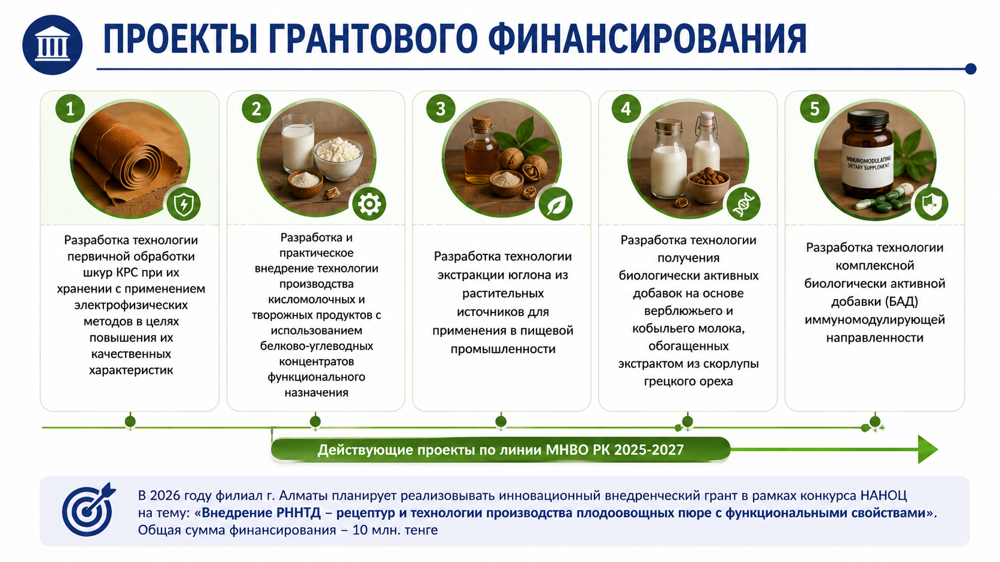 ПРОЕКТЫ ГРАНТОВОГО ФИНАНСИРОВАНИЯ
1
Разработка технологии
первичной обработки
шкур КРС при их
хранении с применением
электрофизических
методов в целях
повышения их
качественных
характеристик
2
Разработка и
практическое
внедрение технологии
производства
кисломолочных и
творожных продуктов с
использованием
белково-углеводных
концентратов
функционального
назначения
3
Разработка технологии
экстракции юглона из
растительных
источников для
применения в пищевой
промышленности
4
Разработка технологии
получения
биологически активных
добавок на основе
верблюжьего и
кобыльего молока,
обогащенных
экстрактом из скорлупы
грецкого ореха
5
IMMUNOMODULATING
DIETARY SUPPLEMENT
Разработка технологии
комплексной
биологически активной
добавки (БАД)
иммуномодулирующей
направленности
Действующие проекты по линии МНВО РК 2025-2027
В 2026 году филиал г. Алматы планирует реализовывать инновационный внедренческий грант в рамках конкурса НАНОЦ
на тему: «Внедрение РННТД – рецептур и технологии производства плодоовощных пюре с функциональными свойствами».
Общая сумма финансирования – 10 млн. тенге